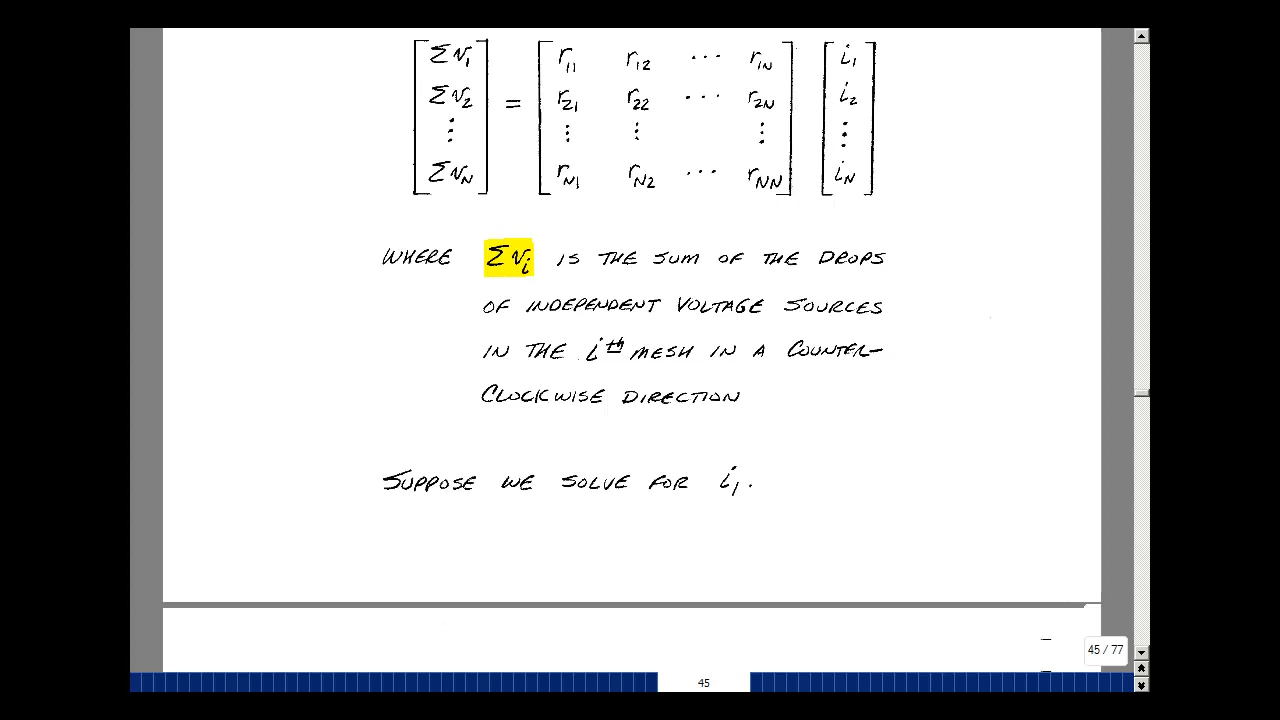 Σv₁ r₁₁ r₁₂ ... r₁N i₁
Σv₂ = r₂₁ r₂₂ ... r₂N i₂
⋮ ⋮ ⋮ ⋮ ⋮
ΣvN rN₁ rN₂ ... rNN iN
WHERE Σvᵢ IS THE SUM OF THE DROPS
OF INDEPENDENT VOLTAGE SOURCES
IN THE iᵗʰ MESH IN A COUNTER-
CLOCKWISE DIRECTION
SUPPOSE WE SOLVE FOR i₁.
45 / 77
45